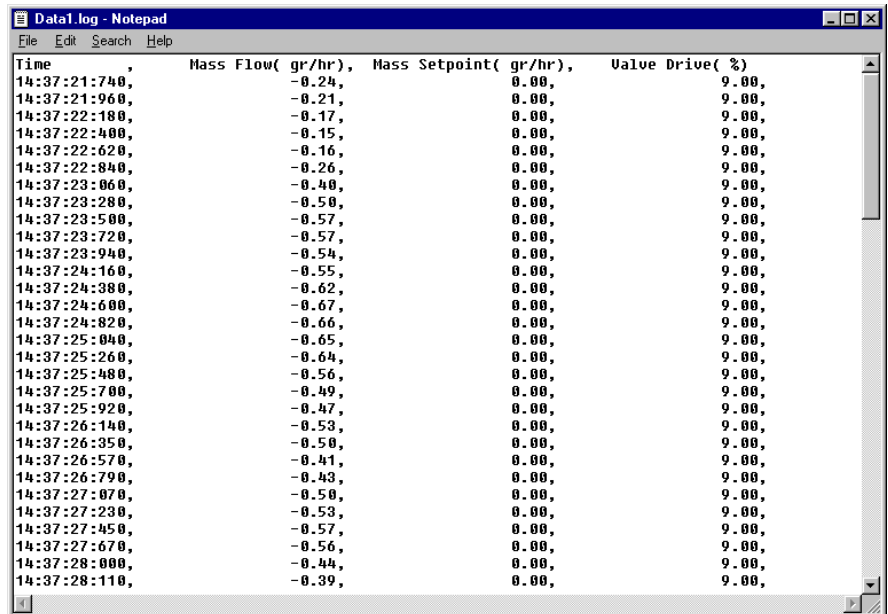 Data1.log - Notepad
File Edit Search Help
Time , Mass Flow( gr/hr), Mass Setpoint( gr/hr), Valve Drive( %)
14:37:21:740, -0.24, 0.00, 9.00,
14:37:21:960, -0.21, 0.00, 9.00,
14:37:22:180, -0.17, 0.00, 9.00,
14:37:22:400, -0.15, 0.00, 9.00,
14:37:22:620, -0.16, 0.00, 9.00,
14:37:22:840, -0.26, 0.00, 9.00,
14:37:23:060, -0.40, 0.00, 9.00,
14:37:23:280, -0.50, 0.00, 9.00,
14:37:23:500, -0.57, 0.00, 9.00,
14:37:23:720, -0.57, 0.00, 9.00,
14:37:23:940, -0.54, 0.00, 9.00,
14:37:24:160, -0.55, 0.00, 9.00,
14:37:24:380, -0.62, 0.00, 9.00,
14:37:24:600, -0.67, 0.00, 9.00,
14:37:24:820, -0.66, 0.00, 9.00,
14:37:25:040, -0.65, 0.00, 9.00,
14:37:25:260, -0.64, 0.00, 9.00,
14:37:25:480, -0.56, 0.00, 9.00,
14:37:25:700, -0.49, 0.00, 9.00,
14:37:25:920, -0.47, 0.00, 9.00,
14:37:26:140, -0.53, 0.00, 9.00,
14:37:26:350, -0.50, 0.00, 9.00,
14:37:26:570, -0.41, 0.00, 9.00,
14:37:26:790, -0.43, 0.00, 9.00,
14:37:27:070, -0.50, 0.00, 9.00,
14:37:27:230, -0.53, 0.00, 9.00,
14:37:27:450, -0.57, 0.00, 9.00,
14:37:27:670, -0.56, 0.00, 9.00,
14:37:28:000, -0.44, 0.00, 9.00,
14:37:28:110, -0.39, 0.00, 9.00,